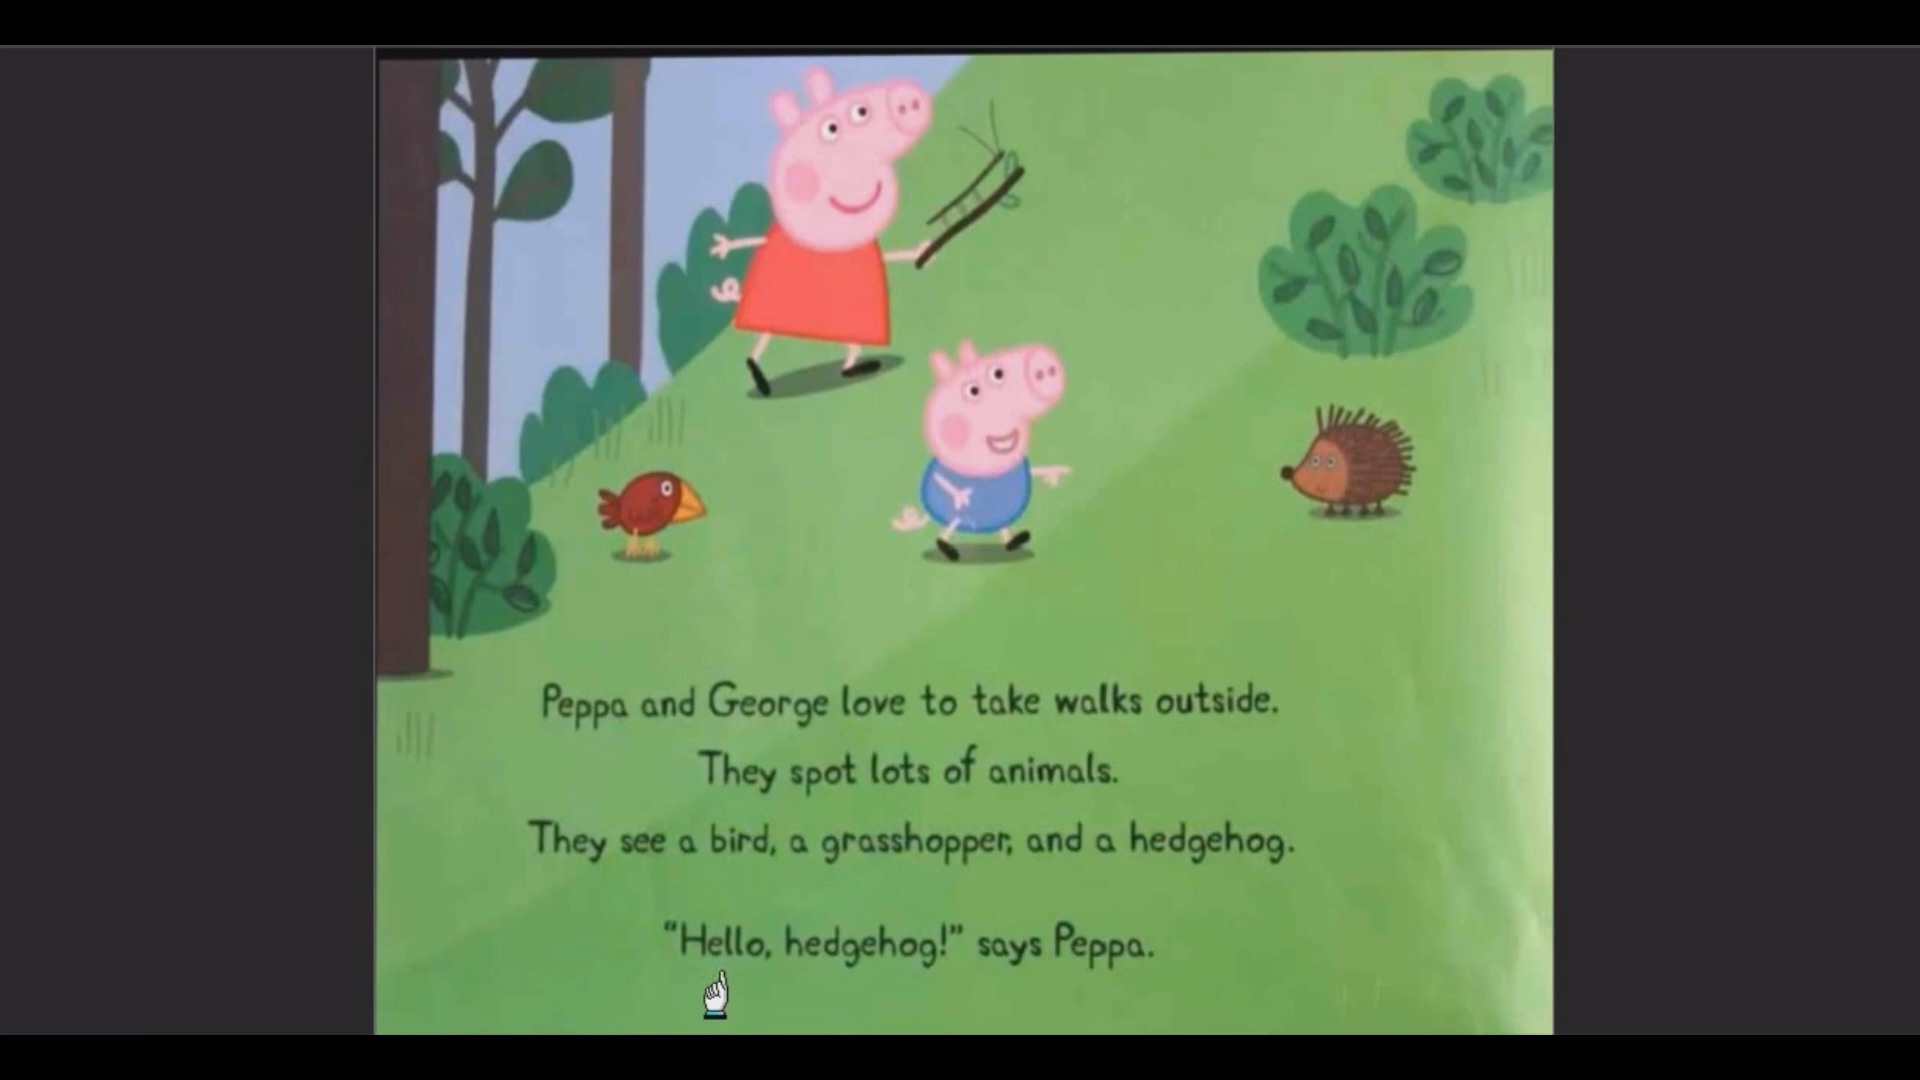 Peppa and George love to take walks outside.
They spot lots of animals.
They see a bird, a grasshopper, and a hedgehog.
"Hello, hedgehog!" says Peppa.